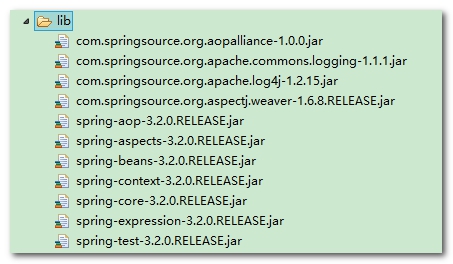 lib
com.springsource.org.aopalliance-1.0.0.jar
com.springsource.org.apache.commons.logging-1.1.1.jar
com.springsource.org.apache.log4j-1.2.15.jar
com.springsource.org.aspectj.weaver-1.6.8.RELEASE.jar
spring-aop-3.2.0.RELEASE.jar
spring-aspects-3.2.0.RELEASE.jar
spring-beans-3.2.0.RELEASE.jar
spring-context-3.2.0.RELEASE.jar
spring-core-3.2.0.RELEASE.jar
spring-expression-3.2.0.RELEASE.jar
spring-test-3.2.0.RELEASE.jar